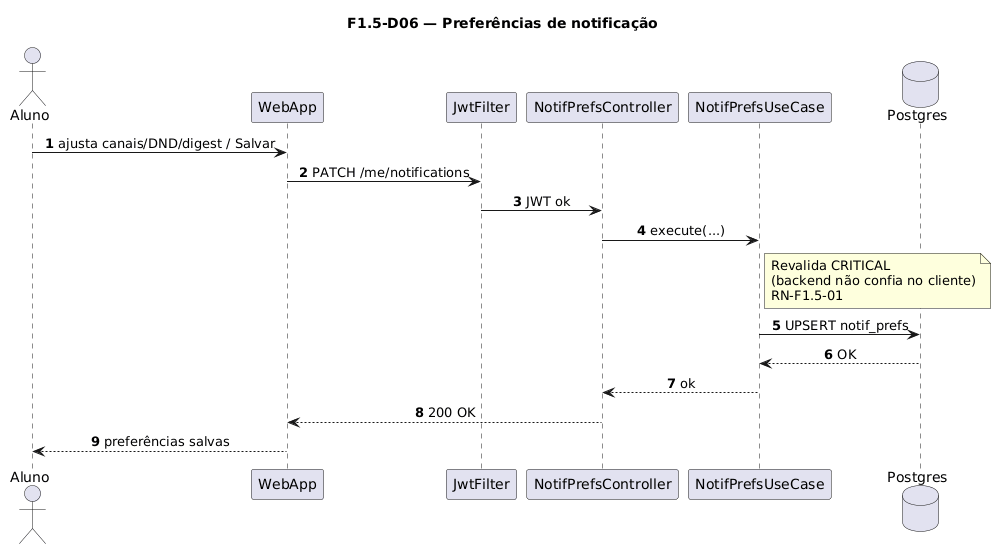 F1.5-D06 — Preferências de notificação
Aluno
WebApp
JwtFilter
NotifPrefsController
NotifPrefsUseCase
Postgres
1 ajusta canais/DND/digest / Salvar
2 PATCH /me/notifications
3 JWT ok
4 execute(...)
Revalida CRITICAL
(backend não confia no cliente)
RN-F1.5-01
5 UPSERT notif_prefs
6 OK
7 ok
8 200 OK
9 preferências salvas
Aluno
WebApp
JwtFilter
NotifPrefsController
NotifPrefsUseCase
Postgres